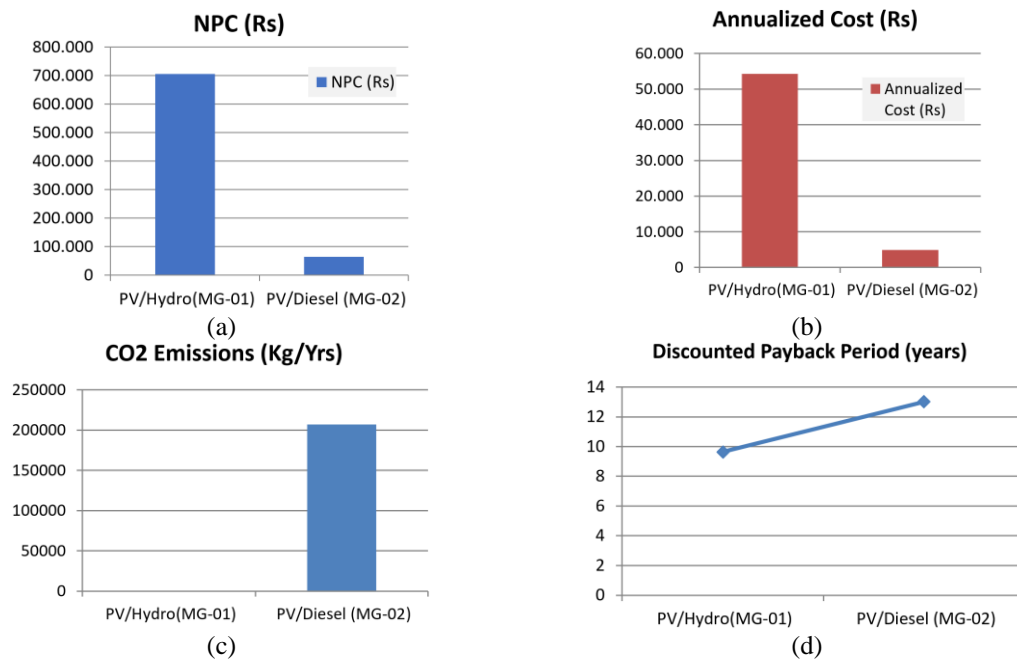 NPC (Rs)
800.000
700.000
600.000
500.000
400.000
300.000
200.000
100.000
0
NPC (Rs)
PV/Hydro(MG-01) PV/Diesel (MG-02)
(a)
Annualized Cost (Rs)
60.000
50.000
40.000
30.000
20.000
10.000
0
Annualized
Cost (Rs)
PV/Hydro(MG-01) PV/Diesel (MG-02)
(b)
CO2 Emissions (Kg/Yrs)
250000
200000
150000
100000
50000
0
PV/Hydro(MG-01) PV/Diesel (MG-02)
(c)
Discounted Payback Period (years)
14
12
10
8
6
4
2
0
PV/Hydro(MG-01) PV/Diesel (MG-02)
(d)